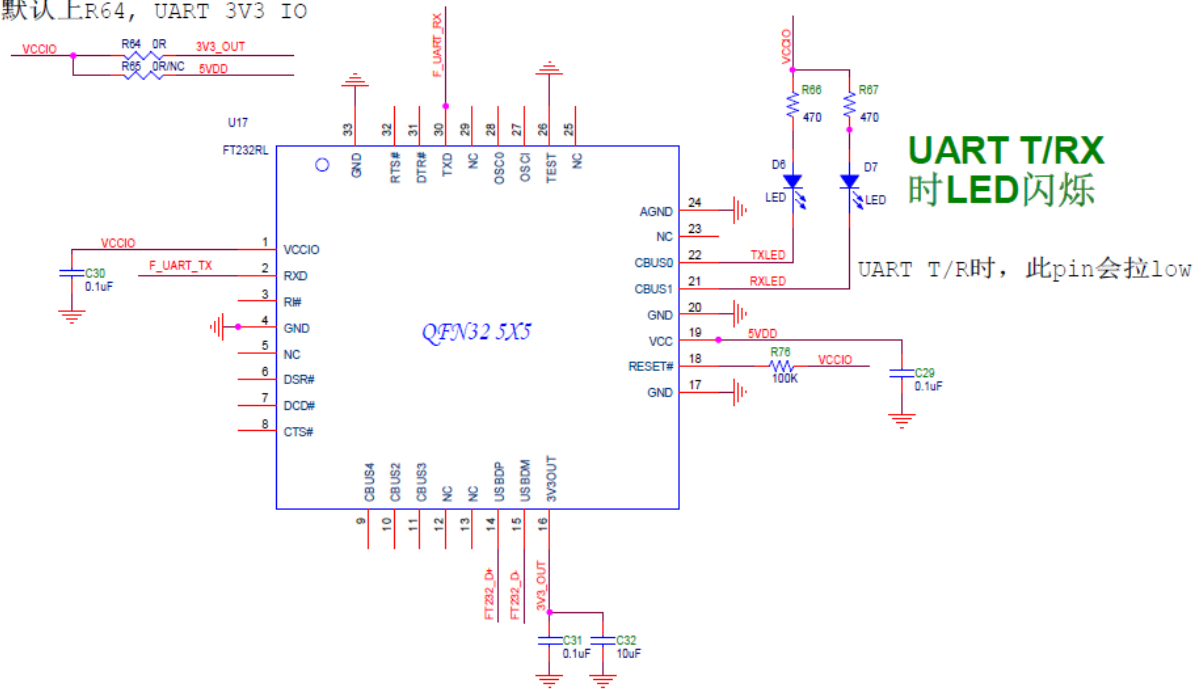 默认上R64, UART 3V3 IO
VCCIO
R64 0R
3V3_OUT
R65 0R/NC
5VDD
F_UART_RX
VCCIO
R66
470
R67
470
U17
FT232RL
33
32
31
30
29
28
27
26
25
GND
RTS#
DTR#
TXD
NC
OSC0
OSCI
TEST
NC
D6
LED
D7
LED
UART T/RX
时LED闪烁
UART T/R时，此pin会拉low
AGND 24
NC 23
CBUS0 22 TXLED
CBUS1 21 RXLED
GND 20
VCC 19 5VDD
RESET# 18
R76
100K
VCCIO
GND 17
C29
0.1uF
VCCIO
1 VCCIO
C30
0.1uF
F_UART_TX
2 RXD
3 RI#
4 GND
5 NC
6 DSR#
7 DCD#
8 CTS#
QFN32 5X5
CBUS4
CBUS2
CBUS3
NC
NC
USBDP
USBDM
3V3OUT
9
10
11
12
13
14
15
16
FT232_D+
FT232_D-
3V3_OUT
C31
0.1uF
C32
10uF